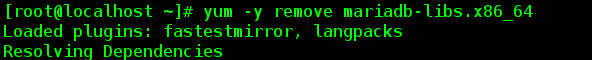 [root@localhost ~]# yum -y remove mariadb-libs.x86_64
Loaded plugins: fastestmirror, langpacks
Resolving Dependencies